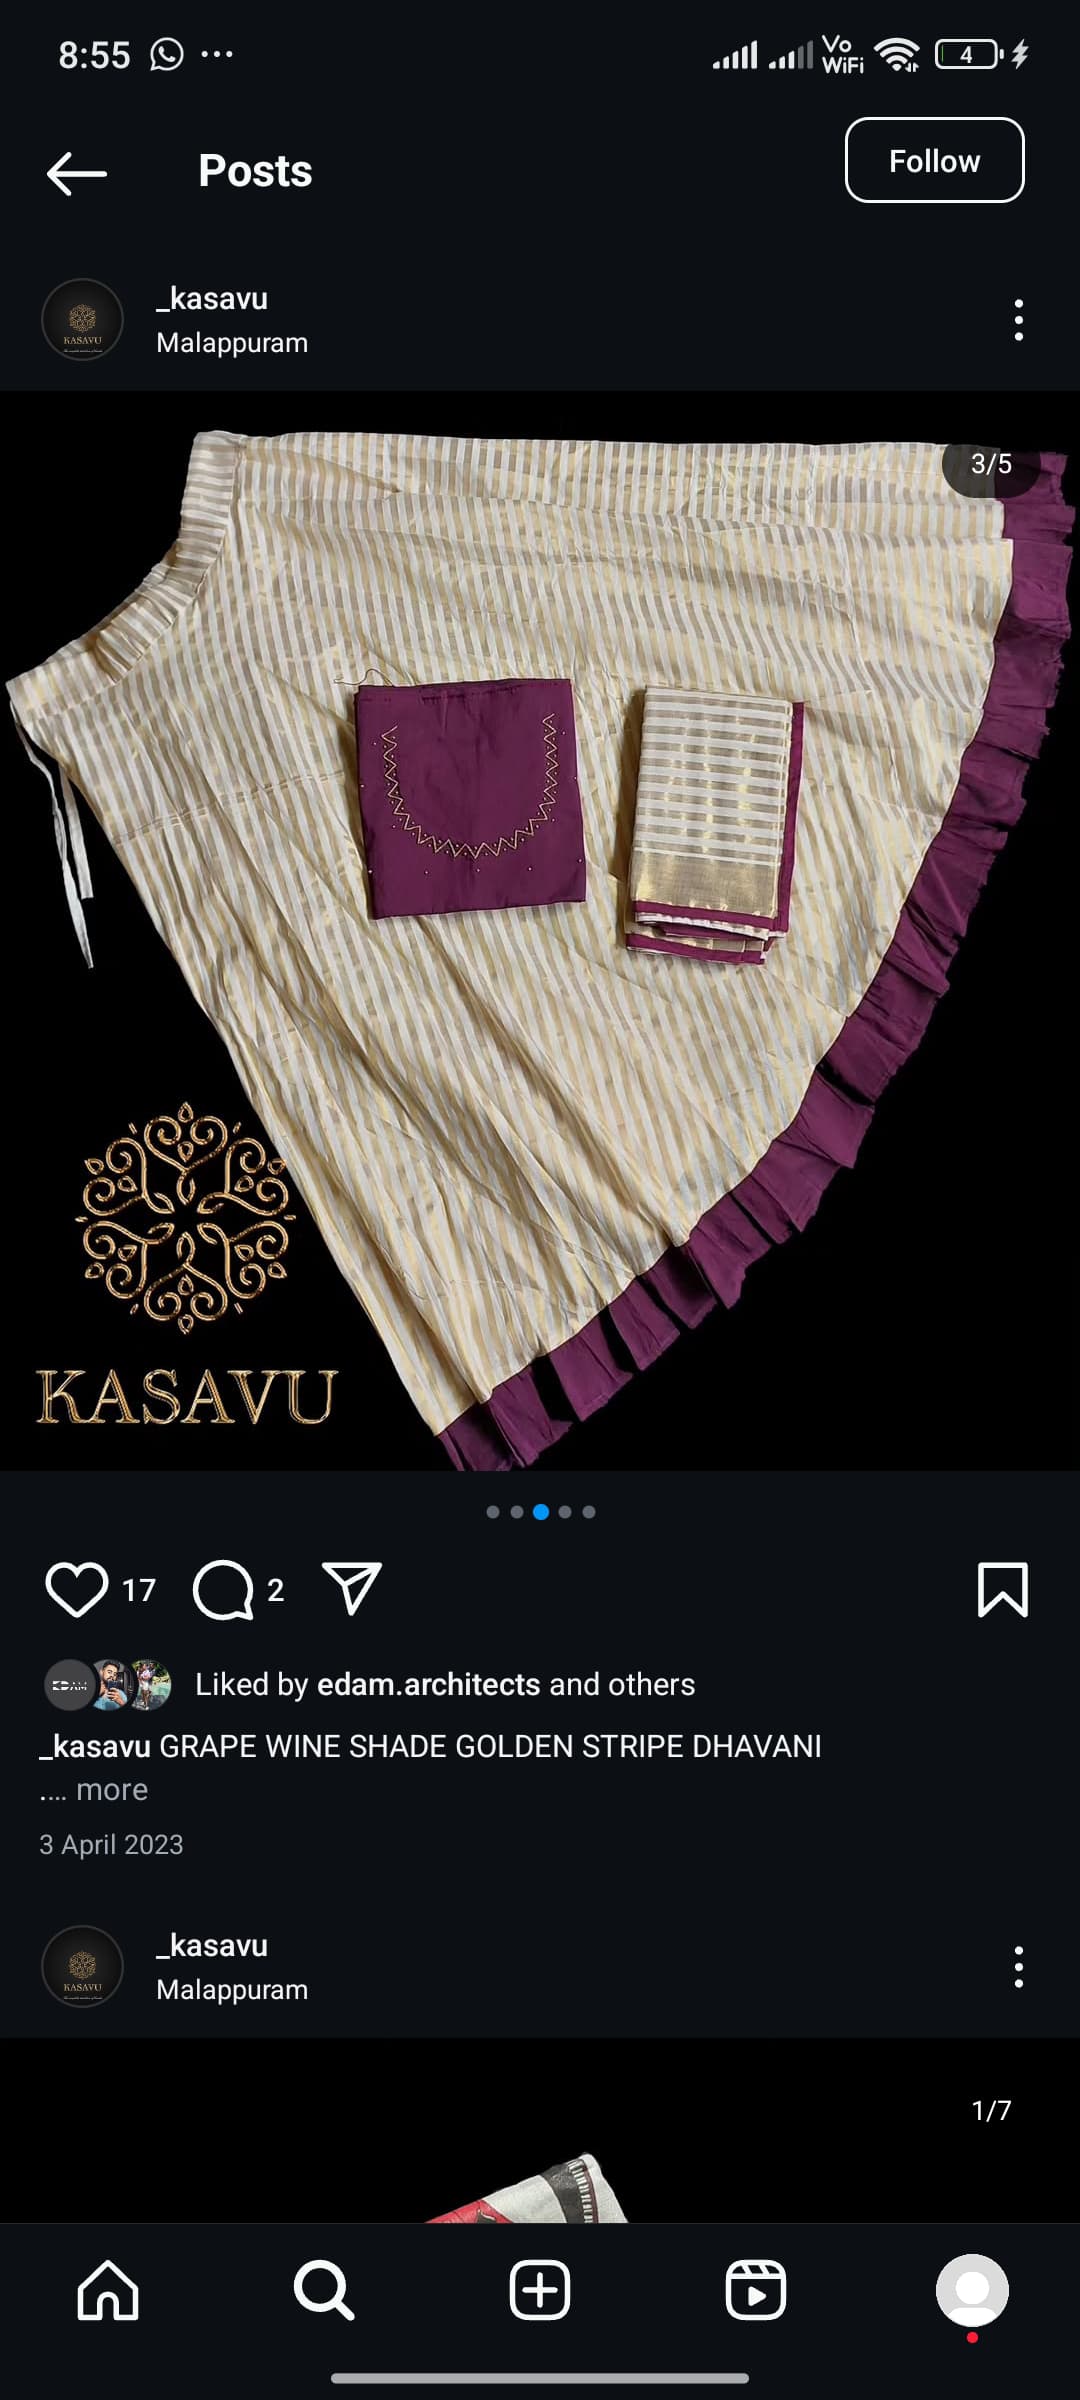 8:55
Vo
WiFi
4
Posts
Follow
_kasavu
Malappuram
KASAVU
3/5
KASAVU
17
2
EDAM
Liked by edam.architects and others
_kasavu GRAPE WINE SHADE GOLDEN STRIPE DHAVANI
.... more
3 April 2023
_kasavu
Malappuram
KASAVU
1/7